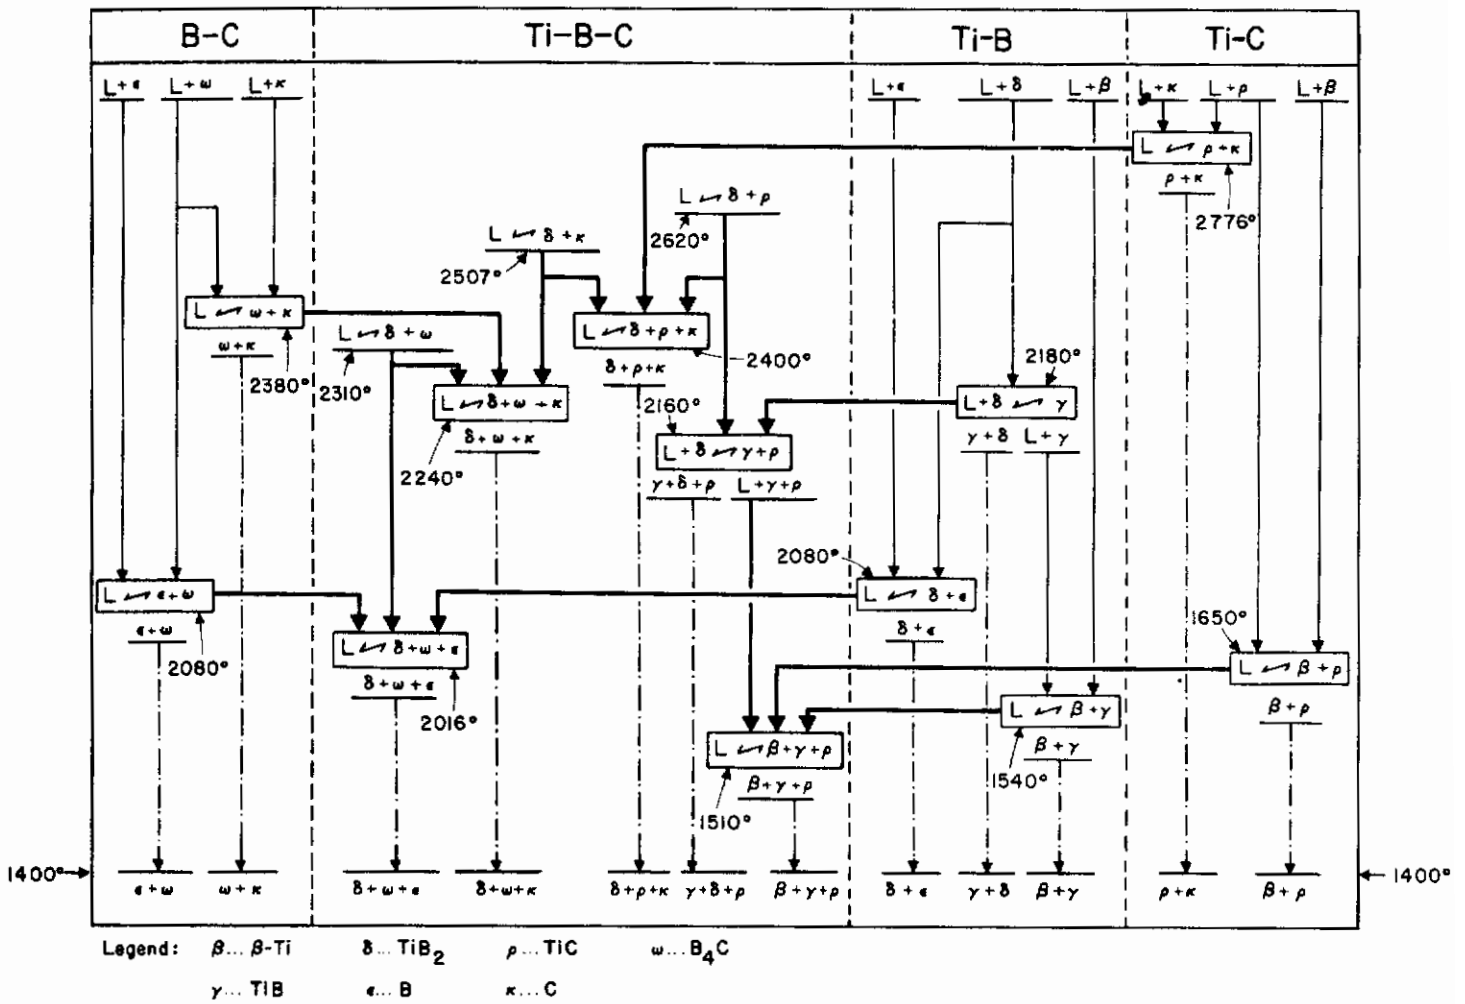 B–C Ti–B–C Ti–B Ti–C
L+ϵ L+ω L+κ L+ϵ L+δ L+β L+κ L+ρ L+β
L ⇌ ρ+κ
ρ+κ
2776°
L ⇌ δ+ρ
2620°
L ⇌ δ+κ
2507°
L ⇌ ω+κ
ω+κ
2380°
L ⇌ δ+ω
2310°
L ⇌ δ+ρ+κ
2400°
δ+ρ+κ
2180°
L ⇌ δ+ω+κ
δ+ω+κ
2240°
2160°
L+δ ⇌ γ
γ+δ L+γ
L+δ ⇌ γ+ρ
γ+δ+ρ L+γ+ρ
2080°
L ⇌ ϵ+ω
ϵ+ω
2080°
L ⇌ δ+ϵ
δ+ϵ
L ⇌ δ+ω+ϵ
δ+ω+ϵ
2016°
1650°
L ⇌ β+ρ
β+ρ
L ⇌ β+γ
β+γ
1540°
L ⇌ β+γ+ρ
β+γ+ρ
1510°
1400° 1400°
ϵ+ω ω+κ δ+ω+ϵ δ+ω+κ δ+ρ+κ γ+δ+ρ β+γ+ρ δ+ϵ γ+δ β+γ ρ+κ β+ρ
Legend: β... β-Ti δ... TiB2 ρ...TiC ω...B4C
γ... TiB ϵ... B κ... C